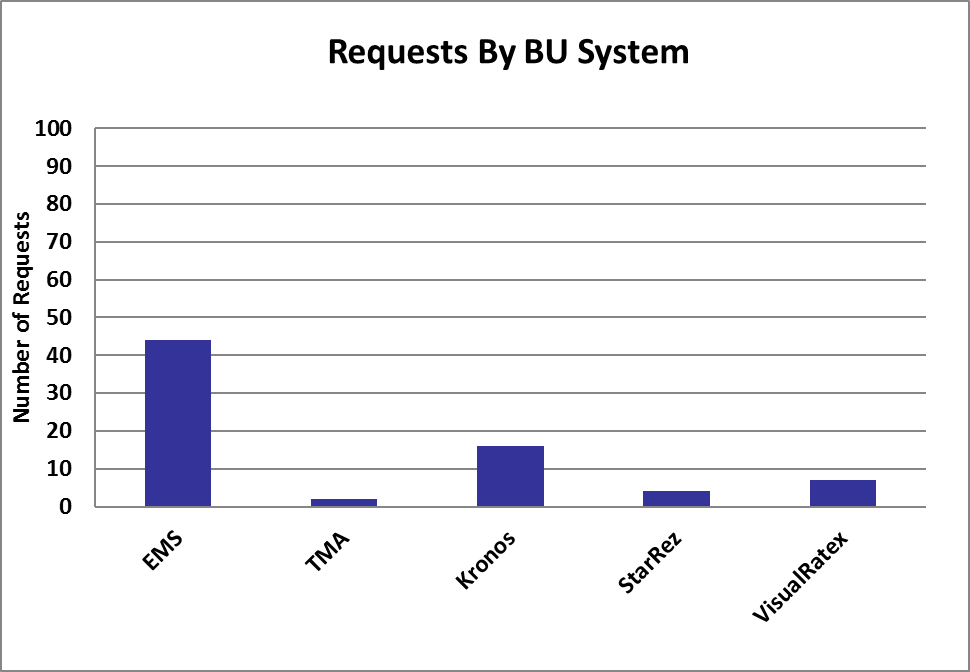 Requests By BU System
Number of Requests
100
90
80
70
60
50
40
30
20
10
0
EMS
TMA
Kronos
StarRez
VisualRatex